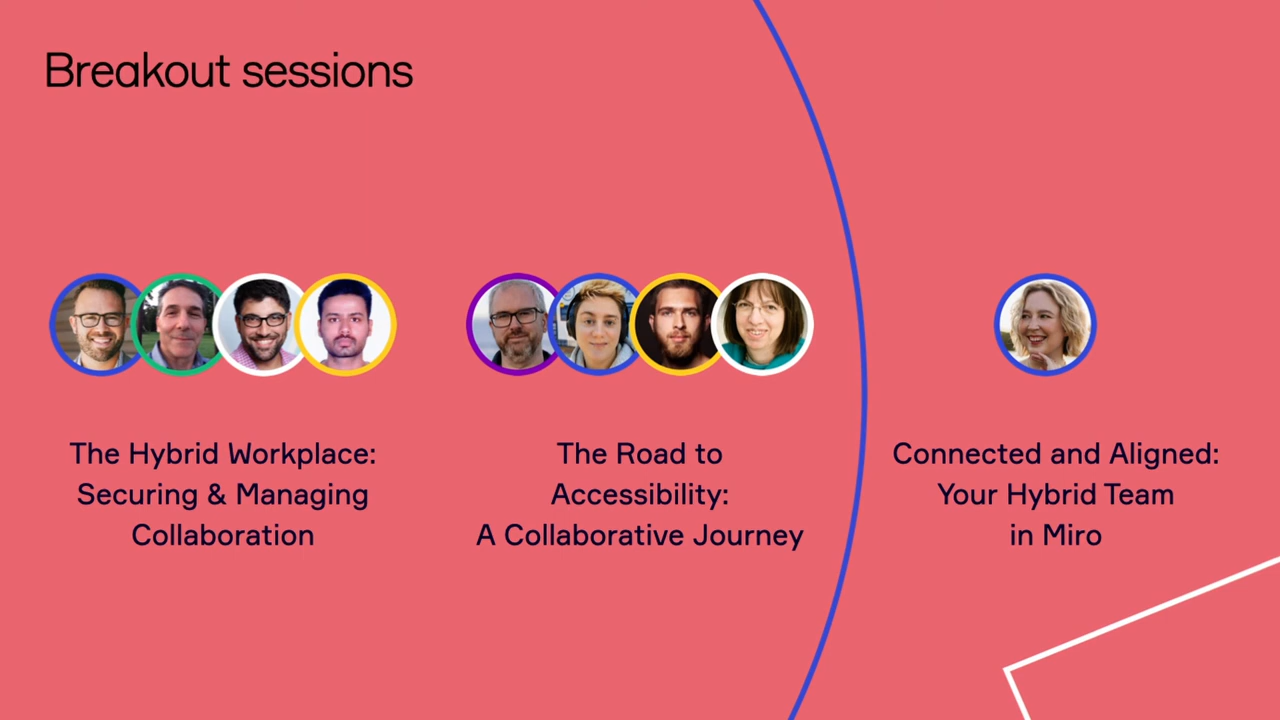 Breakout sessions
The Hybrid Workplace:
Securing & Managing
Collaboration
The Road to
Accessibility:
A Collaborative Journey
Connected and Aligned:
Your Hybrid Team
in Miro